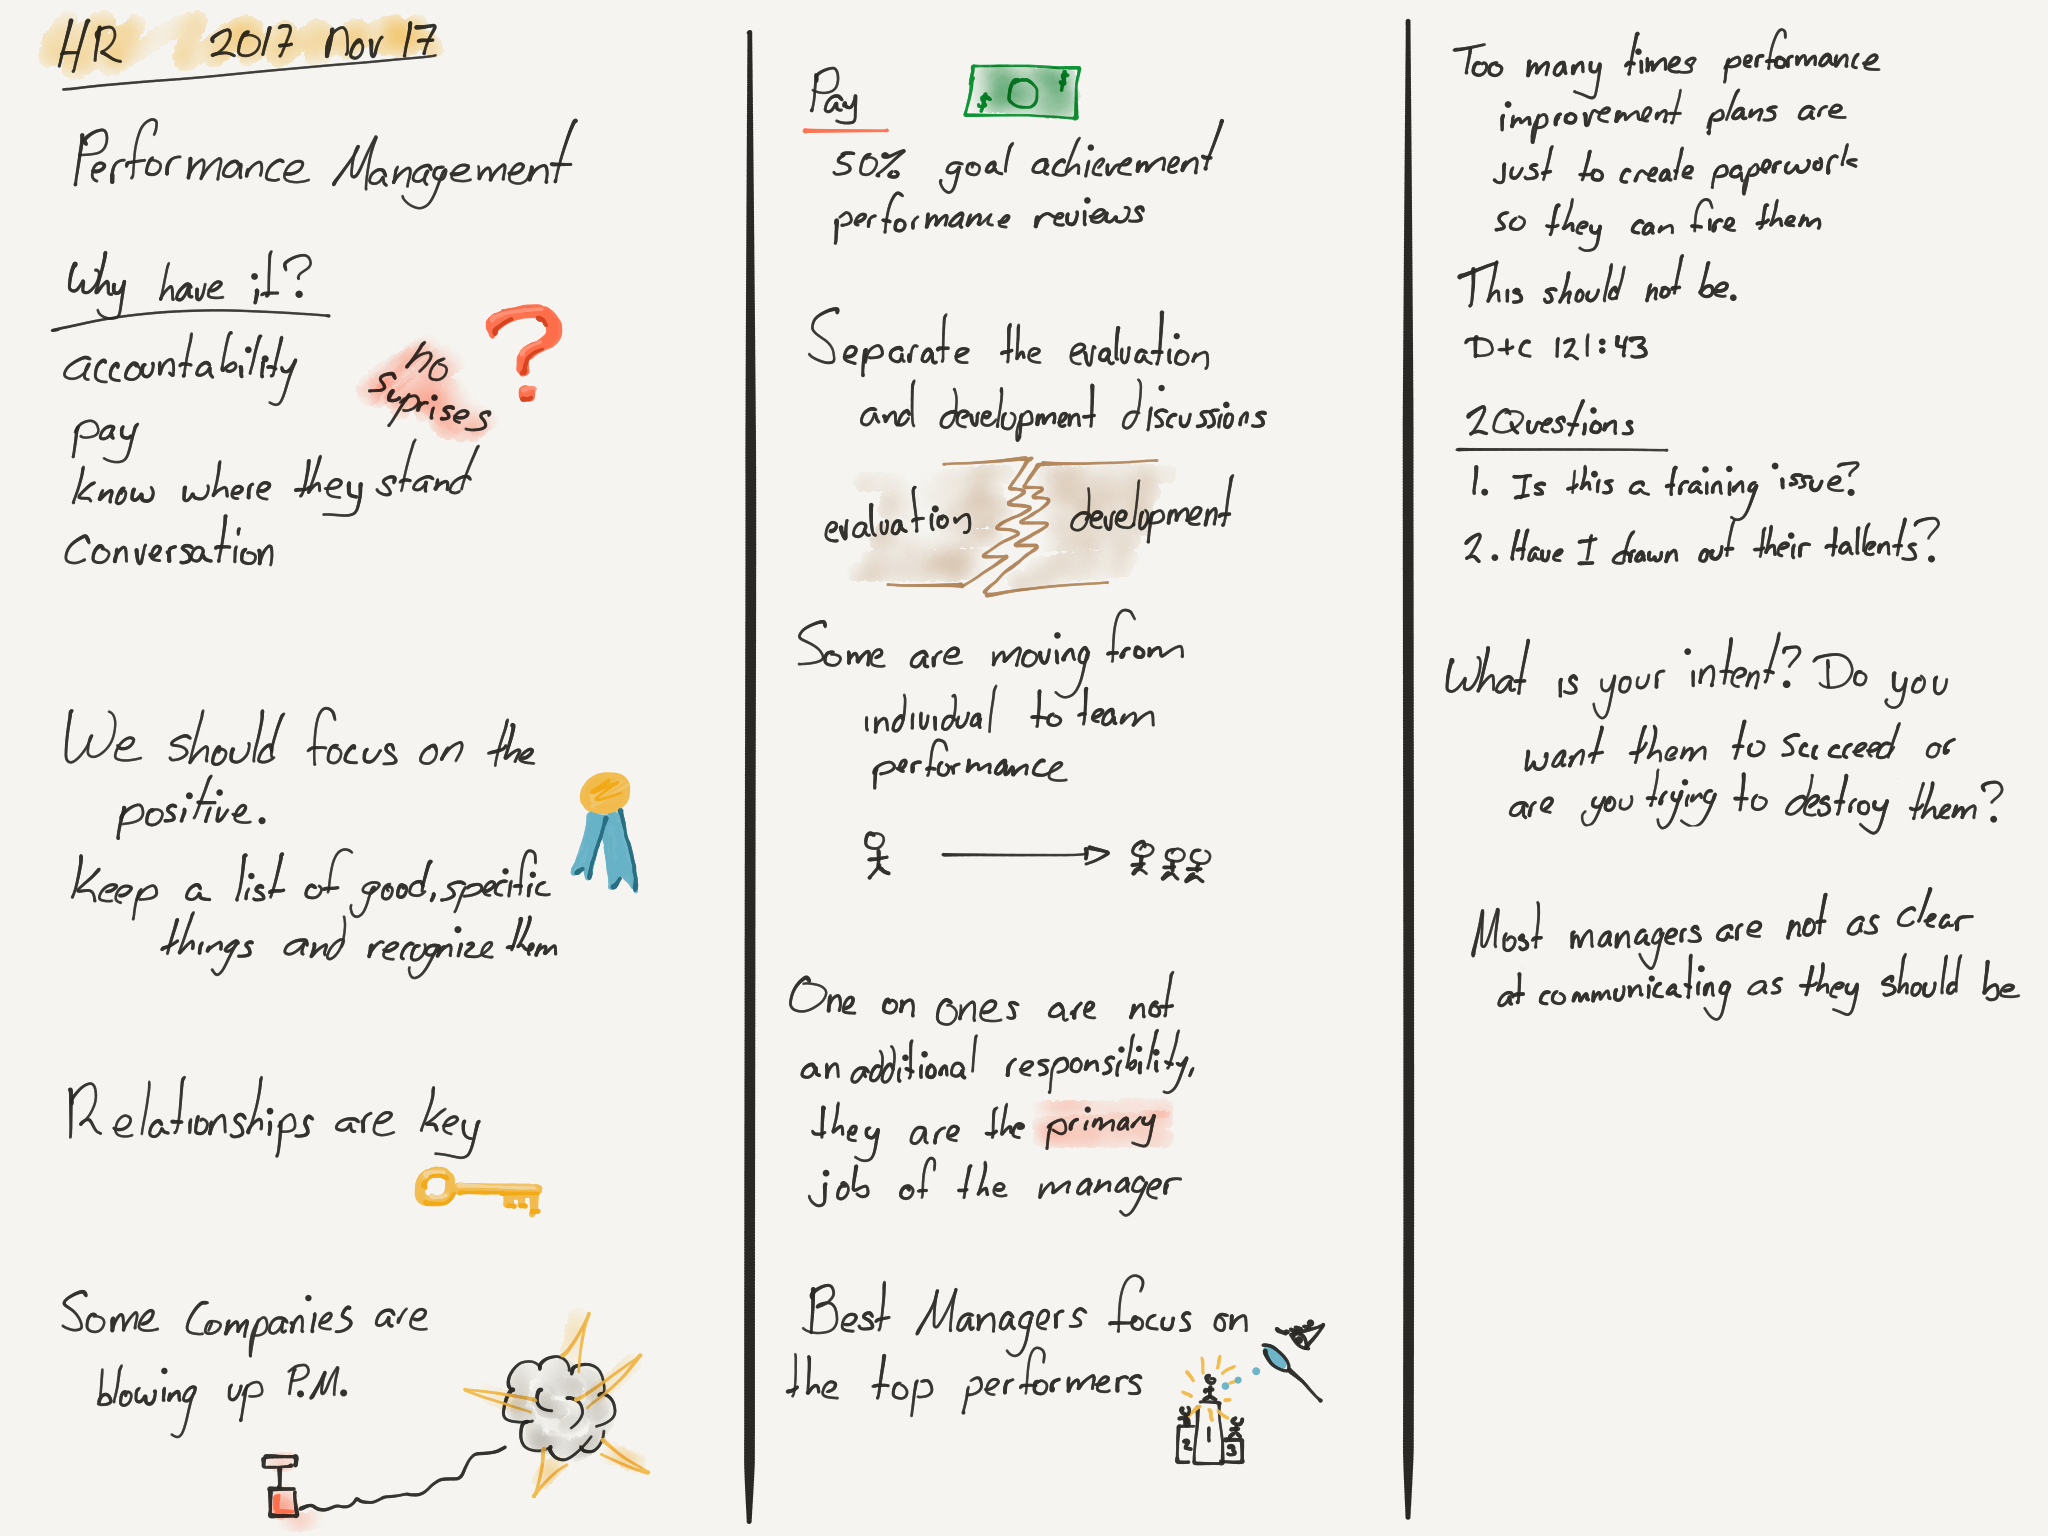 HR 2017 Nov 17
Performance Management
Why have it?
accountability
no
suprises
pay
know where they stand
Conversation
We should focus on the
positive.
Keep a list of good, specific
things and recognize them
Relationships are key
Some Companies are
blowing up P.M.
Pay
$ $
50% goal achievement
performance reviews
Separate the evaluation
and development discussions
evaluation development
Some are moving from
individual to team
performance
One on ones are not
an additional responsibility,
they are the primary
job of the manager
Best Managers focus on
the top performers
2 1 3
Too many times performance
improvement plans are
just to create paperwork
so they can fire them
This should not be.
D+C 121:43
2 Questions
1. Is this a training issue?
2. Have I drawn out their tallents?
What is your intent? Do you
want them to succeed or
are you trying to destroy them?
Most managers are not as clear
at communicating as they should be